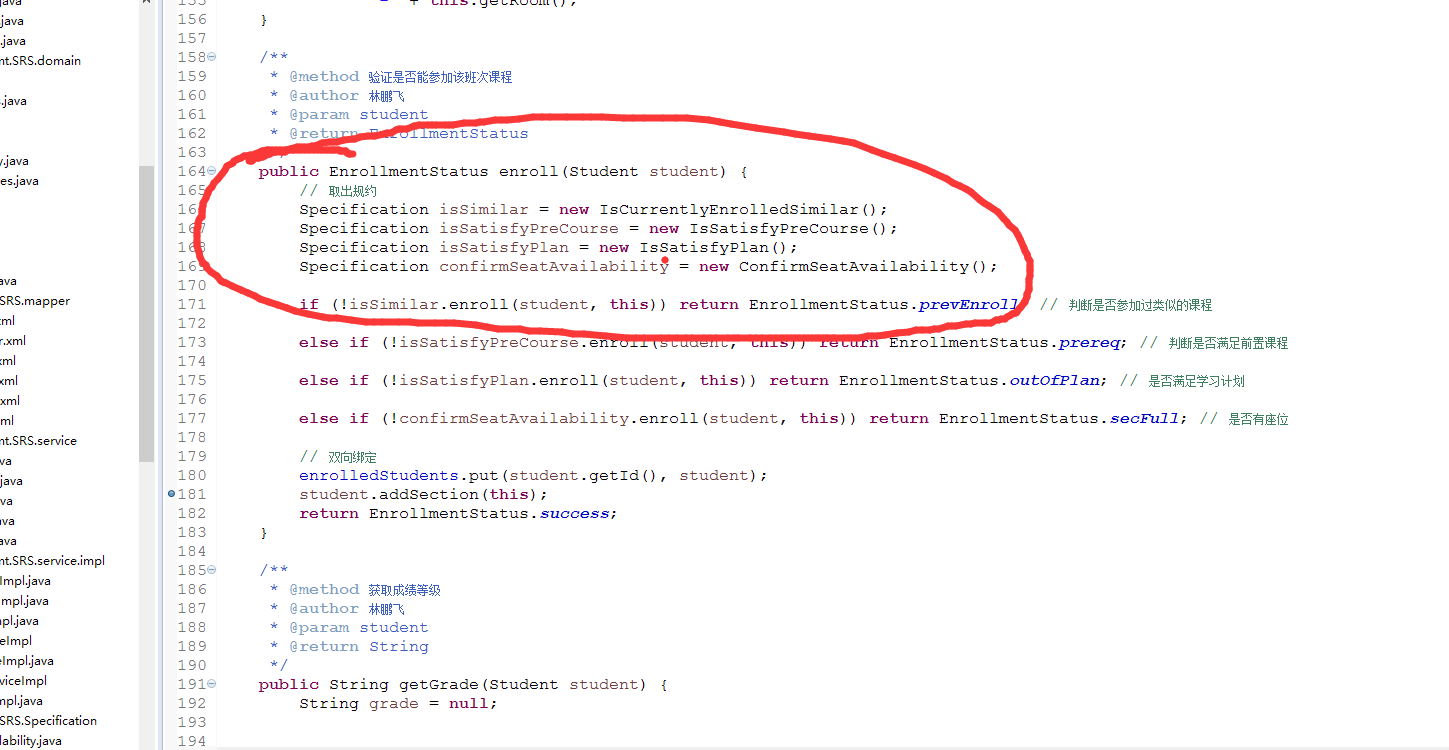 .java
.java
nt.SRS.domain
.java
y.java
es.java
ava
SRS.mapper
ml
r.xml
ml
xml
xml
ml
nt.SRS.service
va
java
va
ava
ava
nt.SRS.service.impl
Impl.java
mpl.java
pl.java
eImpl
eImpl.java
viceImpl
mpl.java
SRS.Specification
lability.java
155 + this.getRoom();
156 }
157
158 /**
159 * @method 验证是否能参加该班次课程
160 * @author 林鹏飞
161 * @param student
162 * @return EnrollmentStatus
163
164 public EnrollmentStatus enroll(Student student) {
165 // 取出规约
166 Specification isSimilar = new IsCurrentlyEnrolledSimilar();
167 Specification isSatisfyPreCourse = new IsSatisfyPreCourse();
168 Specification isSatisfyPlan = new IsSatisfyPlan();
169 Specification confirmSeatAvailability = new ConfirmSeatAvailability();
170
171 if (!isSimilar.enroll(student, this)) return EnrollmentStatus.prevEnroll; // 判断是否参加过类似的课程
172
173 else if (!isSatisfyPreCourse.enroll(student, this)) return EnrollmentStatus.prereq; // 判断是否满足前置课程
174
175 else if (!isSatisfyPlan.enroll(student, this)) return EnrollmentStatus.outOfPlan; // 是否满足学习计划
176
177 else if (!confirmSeatAvailability.enroll(student, this)) return EnrollmentStatus.secFull; // 是否有座位
178
179 // 双向绑定
180 enrolledStudents.put(student.getId(), student);
181 student.addSection(this);
182 return EnrollmentStatus.success;
183 }
184
185 /**
186 * @method 获取成绩等级
187 * @author 林鹏飞
188 * @param student
189 * @return String
190 */
191 public String getGrade(Student student) {
192 String grade = null;
193
194